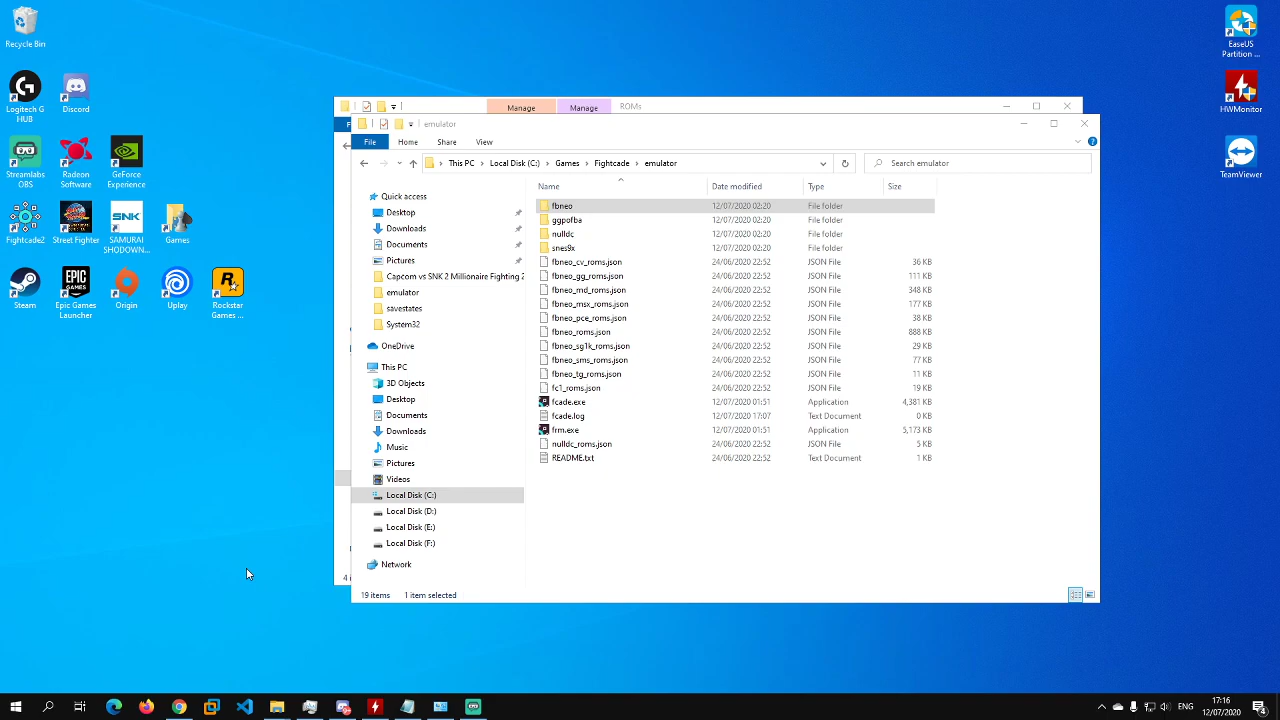 Recycle Bin
Logitech G
HUB
Discord
Streamlabs
OBS
Radeon
Software
GeForce
Experience
Fightcade2
Street Fighter
SNK
SAMURAI
SHODOWN...
Games
Steam
EPIC
GAMES
Epic Games
Launcher
Origin
Uplay
Rockstar
Games ...
EaseUS
Partition ...
HWMonitor
TeamViewer
Manage
Manage
ROMs
emulator
File
Home
Share
View
This PC
Local Disk (C:)
Games
Fightcade
emulator
Search emulator
Name
Date modified
Type
Size
Quick access
Desktop
Downloads
Documents
Pictures
Capcom vs SNK 2 Millionaire Fighting 2
emulator
savestates
System32
OneDrive
This PC
3D Objects
Desktop
Documents
Downloads
Music
Pictures
Videos
Local Disk (C:)
Local Disk (D:)
Local Disk (E:)
Local Disk (F:)
Network
fbneo 12/07/2020 02:20 File folder
ggpofba 12/07/2020 02:20 File folder
nulldc 12/07/2020 02:20 File folder
snes9x 12/07/2020 02:20 File folder
fbneo_cv_roms.json 24/06/2020 22:52 JSON File 36 KB
fbneo_gg_roms.json 24/06/2020 22:52 JSON File 111 KB
fbneo_md_roms.json 24/06/2020 22:52 JSON File 348 KB
fbneo_msx_roms.json 24/06/2020 22:52 JSON File 177 KB
fbneo_pce_roms.json 24/06/2020 22:52 JSON File 38 KB
fbneo_roms.json 24/06/2020 22:52 JSON File 888 KB
fbneo_sg1k_roms.json 24/06/2020 22:52 JSON File 29 KB
fbneo_sms_roms.json 24/06/2020 22:52 JSON File 77 KB
fbneo_tg_roms.json 24/06/2020 22:52 JSON File 11 KB
fc1_roms.json 24/06/2020 22:52 JSON File 19 KB
fcade.exe 12/07/2020 01:51 Application 4,381 KB
fcade.log 12/07/2020 17:07 Text Document 0 KB
frm.exe 12/07/2020 01:51 Application 5,173 KB
nulldc_roms.json 24/06/2020 22:52 JSON File 5 KB
README.txt 24/06/2020 22:52 Text Document 1 KB
4 i
19 items
1 item selected
ENG
17:16
12/07/2020
4